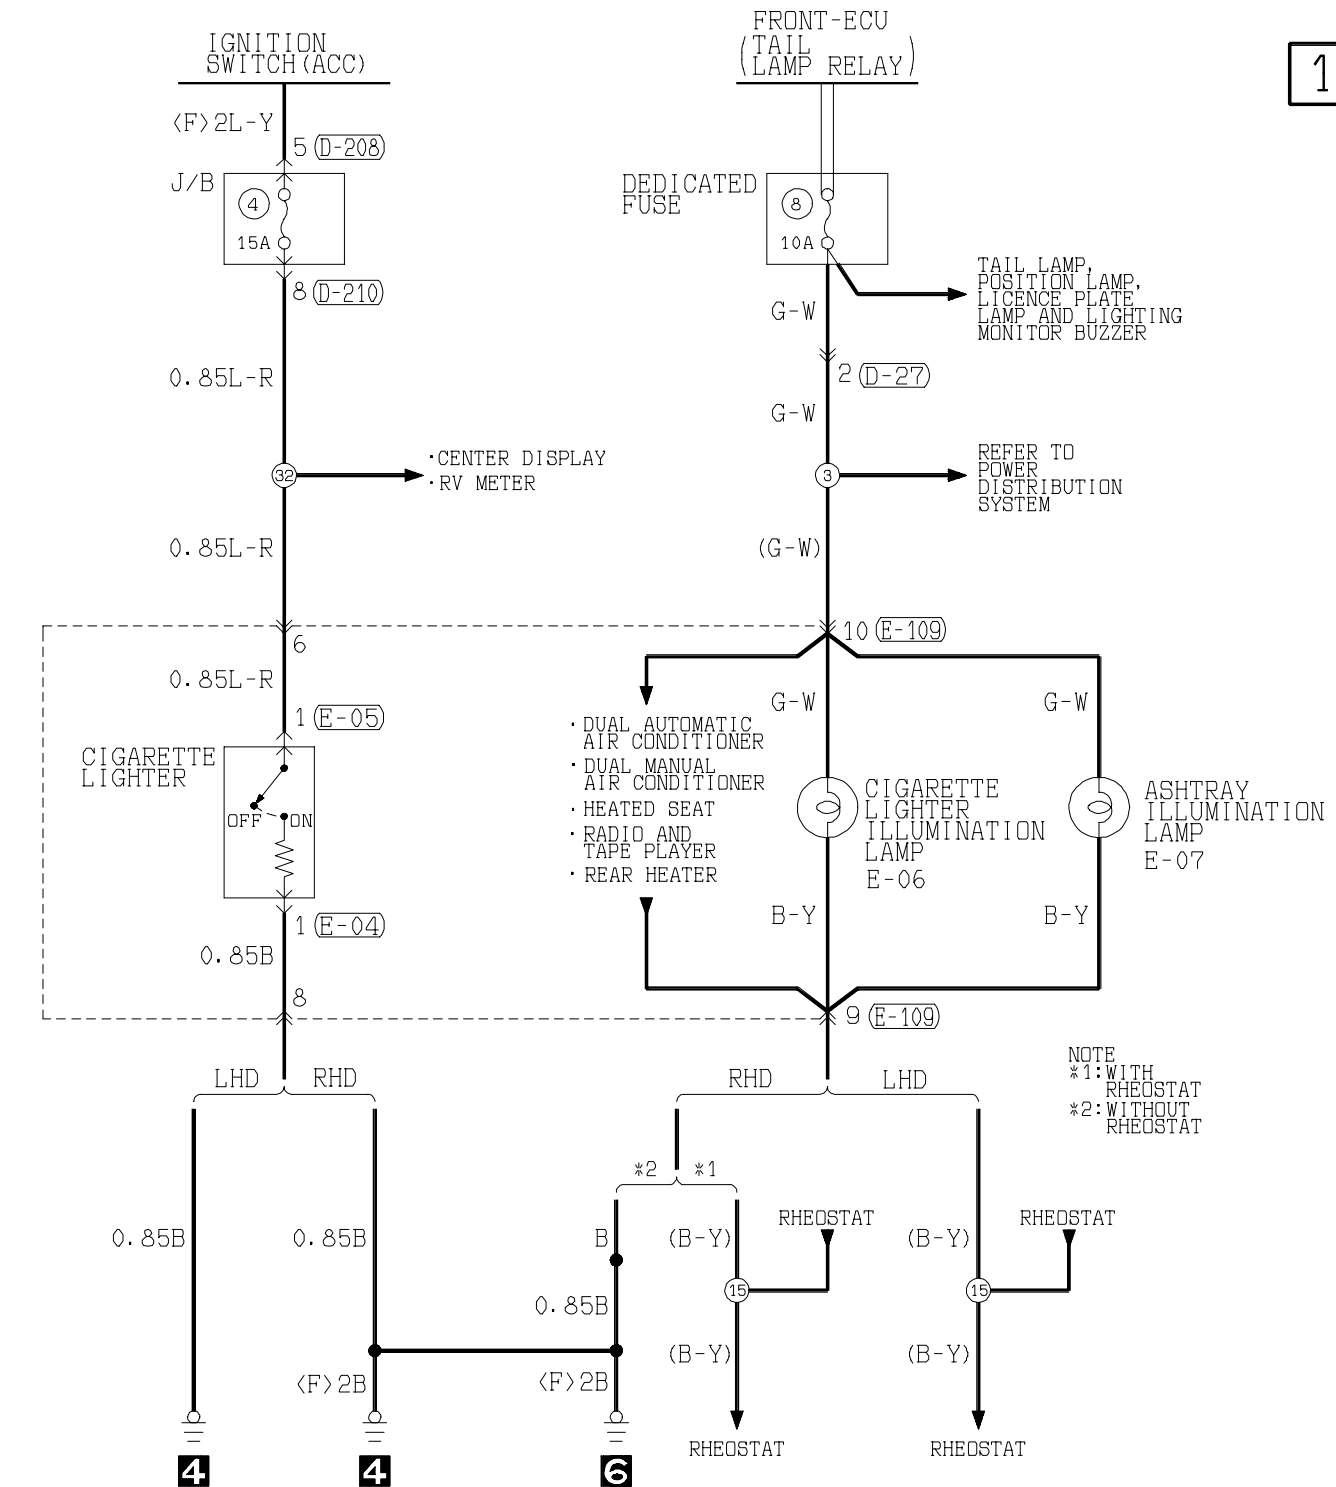 IGNITION
SWITCH(ACC)
FRONT-ECU
(TAIL
LAMP RELAY)
1
<F>2L-Y
5 (D-208)
J/B
4
15A
8 (D-210)
DEDICATED
FUSE
8
10A
TAIL LAMP,
POSITION LAMP,
LICENCE PLATE
LAMP AND LIGHTING
MONITOR BUZZER
G-W
2 (D-27)
0.85L-R
G-W
32
·CENTER DISPLAY
·RV METER
3
REFER TO
POWER
DISTRIBUTION
SYSTEM
0.85L-R
(G-W)
6
10 (E-109)
0.85L-R
G-W
G-W
1 (E-05)
CIGARETTE
LIGHTER
OFF
ON
· DUAL AUTOMATIC
AIR CONDITIONER
· DUAL MANUAL
AIR CONDITIONER
· HEATED SEAT
· RADIO AND
TAPE PLAYER
· REAR HEATER
CIGARETTE
LIGHTER
ILLUMINATION
LAMP
E-06
ASHTRAY
ILLUMINATION
LAMP
E-07
1 (E-04)
B-Y
B-Y
0.85B
8
9 (E-109)
NOTE
*1:WITH
RHEOSTAT
*2:WITHOUT
RHEOSTAT
LHD
RHD
RHD
LHD
*2
*1
0.85B
0.85B
B
(B-Y)
RHEOSTAT
(B-Y)
RHEOSTAT
15
15
0.85B
(B-Y)
(B-Y)
<F>2B
<F>2B
RHEOSTAT
RHEOSTAT
4
4
6